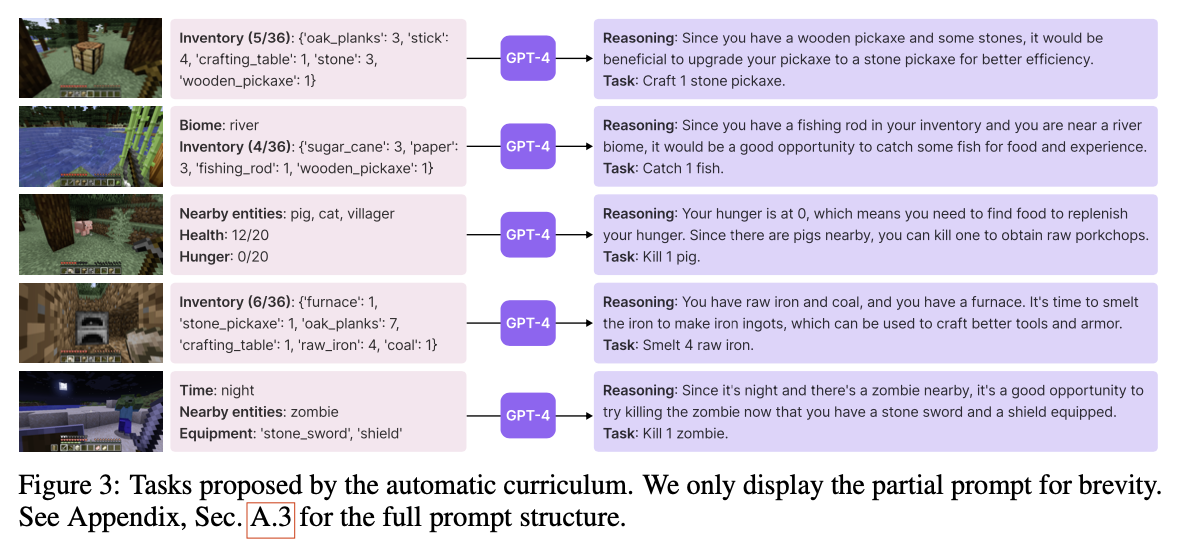 Inventory (5/36): {'oak_planks': 3, 'stick':
4, 'crafting_table': 1, 'stone': 3,
'wooden_pickaxe': 1}
GPT-4
Reasoning: Since you have a wooden pickaxe and some stones, it would be
beneficial to upgrade your pickaxe to a stone pickaxe for better efficiency.
Task: Craft 1 stone pickaxe.
Biome: river
Inventory (4/36): {'sugar_cane': 3, 'paper':
3, 'fishing_rod': 1, 'wooden_pickaxe': 1}
GPT-4
Reasoning: Since you have a fishing rod in your inventory and you are near a river
biome, it would be a good opportunity to catch some fish for food and experience.
Task: Catch 1 fish.
Nearby entities: pig, cat, villager
Health: 12/20
Hunger: 0/20
GPT-4
Reasoning: Your hunger is at 0, which means you need to find food to replenish
your hunger. Since there are pigs nearby, you can kill one to obtain raw porkchops.
Task: Kill 1 pig.
Inventory (6/36): {'furnace': 1,
'stone_pickaxe': 1, 'oak_planks': 7,
'crafting_table': 1, 'raw_iron': 4, 'coal': 1}
GPT-4
Reasoning: You have raw iron and coal, and you have a furnace. It's time to smelt
the iron to make iron ingots, which can be used to craft better tools and armor.
Task: Smelt 4 raw iron.
Time: night
Nearby entities: zombie
Equipment: 'stone_sword', 'shield'
GPT-4
Reasoning: Since it's night and there's a zombie nearby, it's a good opportunity to
try killing the zombie now that you have a stone sword and a shield equipped.
Task: Kill 1 zombie.
Figure 3: Tasks proposed by the automatic curriculum. We only display the partial prompt for brevity.
See Appendix, Sec. A.3 for the full prompt structure.